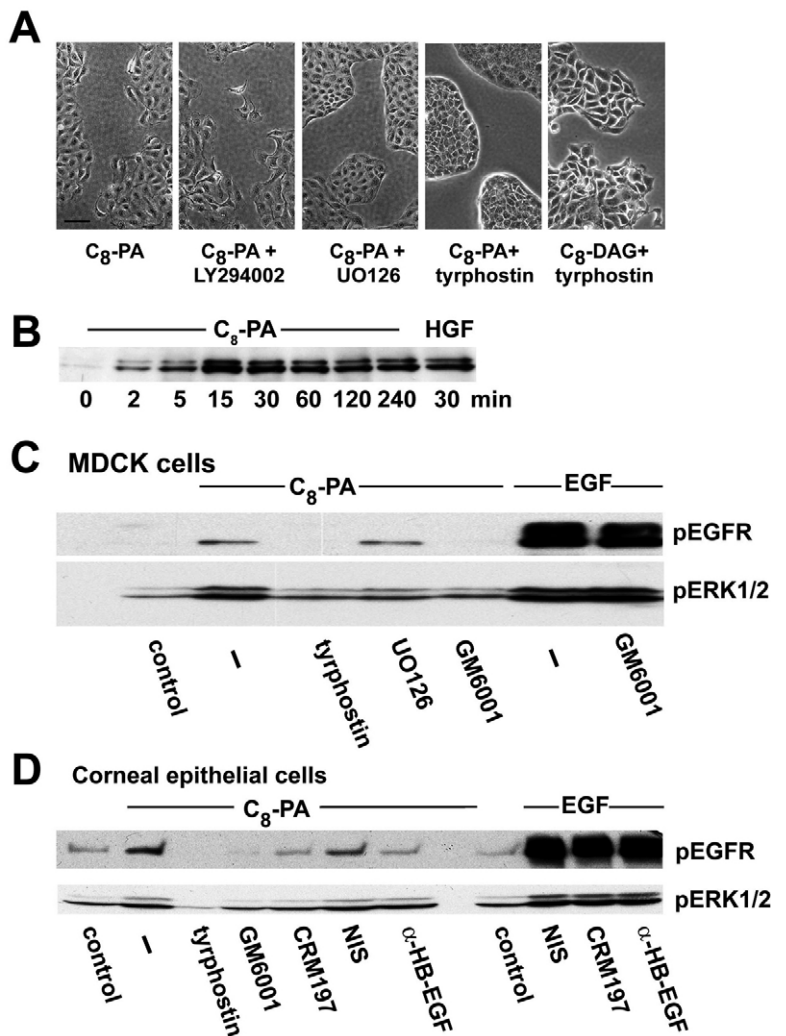 A
C8-PA
C8-PA + LY294002
C8-PA + UO126
C8-PA+ tyrphostin
C8-DAG+ tyrphostin
B
C8-PA HGF
0 2 5 15 30 60 120 240 30 min
C MDCK cells
C8-PA EGF
pEGFR
pERK1/2
control – tyrphostin UO126 GM6001 – GM6001
D Corneal epithelial cells
C8-PA EGF
pEGFR
pERK1/2
control – tyrphostin GM6001 CRM197 NIS α-HB-EGF control NIS CRM197 α-HB-EGF